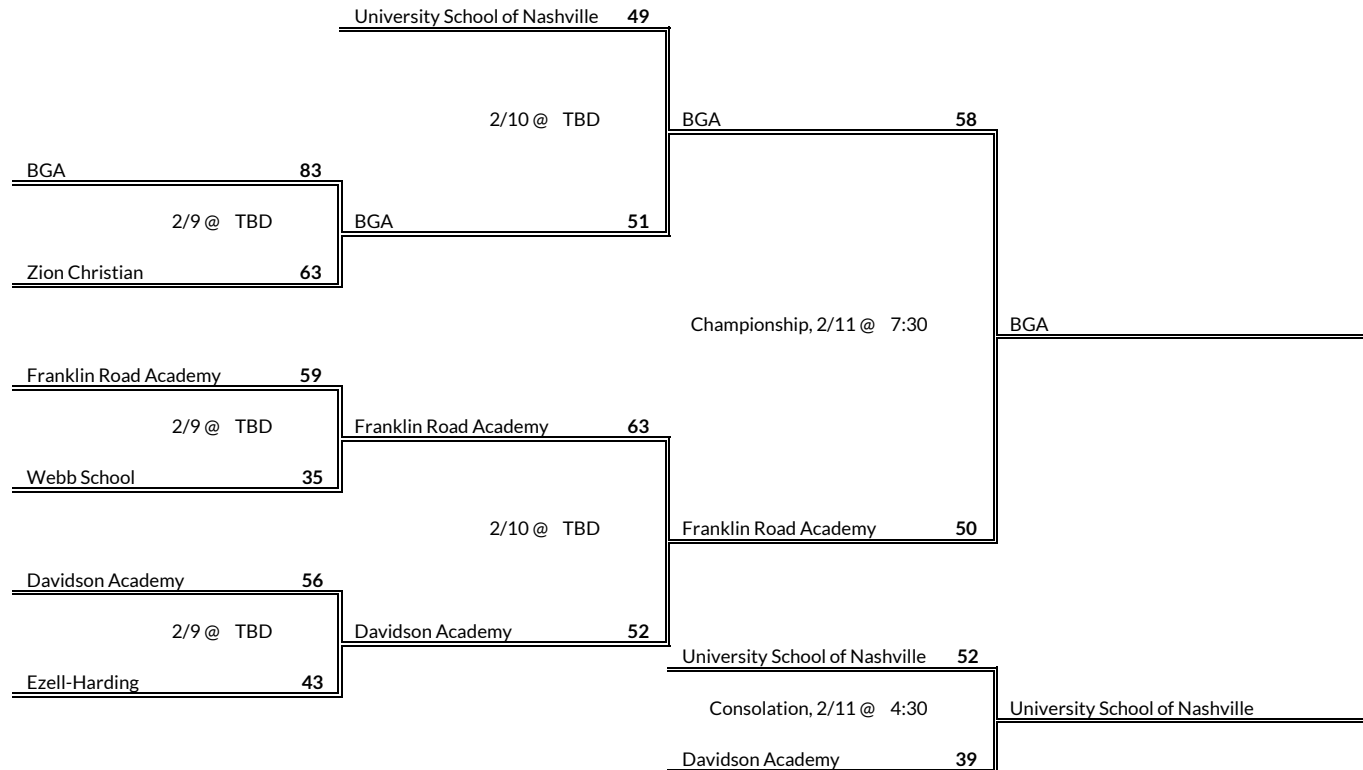 University School of Nashville 49
2/10 @ TBD BGA 58
BGA 83
2/9 @ TBD BGA 51
Zion Christian 63
Championship, 2/11 @ 7:30 BGA
Franklin Road Academy 59
2/9 @ TBD Franklin Road Academy 63
Webb School 35
2/10 @ TBD Franklin Road Academy 50
Davidson Academy 56
2/9 @ TBD Davidson Academy 52
University School of Nashville 52
Ezell-Harding 43
Consolation, 2/11 @ 4:30 University School of Nashville
Davidson Academy 39